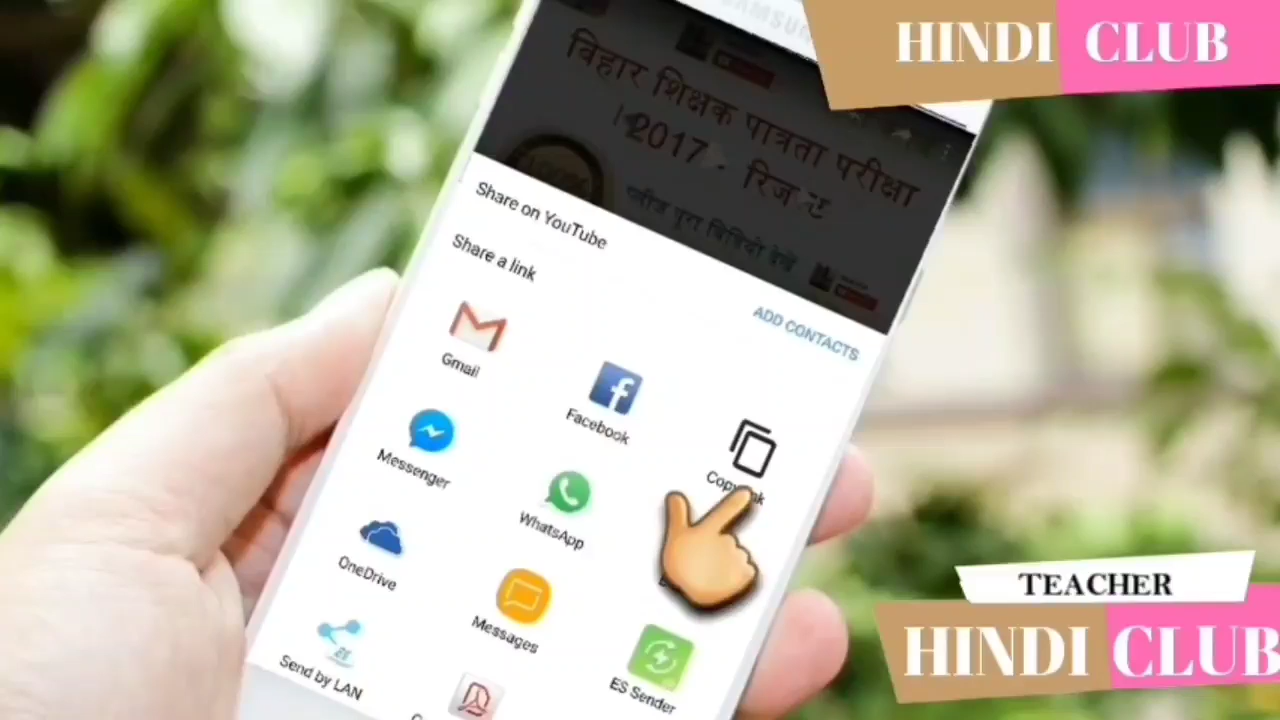 HINDI CLUB
SAMSUNG
बिहार शिक्षक पात्रता परीक्षा
2017
प्लीज पूरा विडियो देखें
Share on YouTube
Share a link
ADD CONTACTS
Gmail
Facebook
Messenger
WhatsApp
OneDrive
Messages
Send by LAN
ES Sender
TEACHER
HINDI CLUB